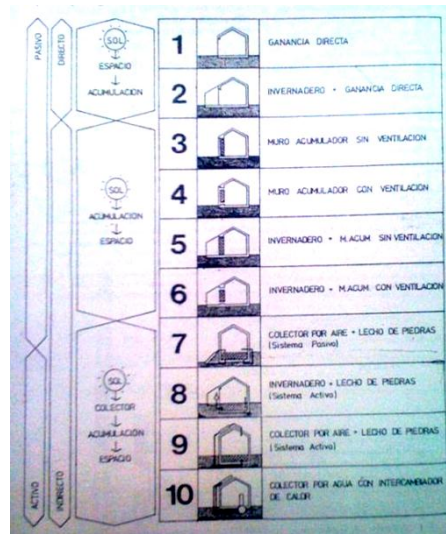 PASIVO
DIRECTO
SOL
ESPACIO
ACUMULACION
1
GANANCIA DIRECTA
2
INVERNADERO + GANANCIA DIRECTA
3
MURO ACUMULADOR SIN VENTILACION
SOL
ACUMULACION
ESPACIO
4
MURO ACUMULADOR CON VENTILACION
5
INVERNADERO + M.ACUM. SIN VENTILACION
6
INVERNADERO + M.ACUM. CON VENTILACION
7
COLECTOR POR AIRE + LECHO DE PIEDRAS
(Sistema Pasivo)
SOL
COLECTOR
ACUMULACION
ESPACIO
8
INVERNADERO + LECHO DE PIEDRAS
(Sistema Activo)
9
COLECTOR POR AIRE + LECHO DE PIEDRAS
(Sistema Activo)
10
COLECTOR POR AGUA CON INTERCAMBIADOR
DE CALOR
ACTIVO
INDIRECTO